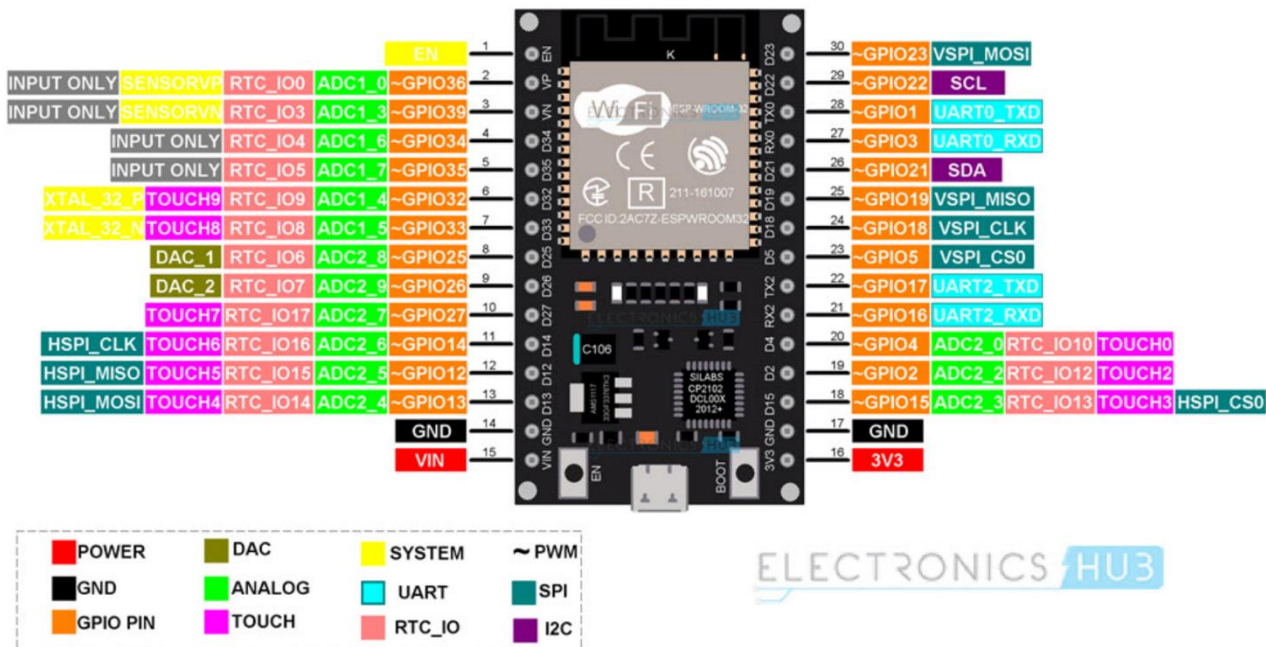 EN 1 EN K D23 30 ~GPIO23 VSPI_MOSI
INPUT ONLY SENSORVP RTC_IO0 ADC1_0 ~GPIO36 2 VP D22 29 ~GPIO22 SCL
INPUT ONLY SENSORVN RTC_IO3 ADC1_3 ~GPIO39 3 VN WiFi ESP-WROOM-32 TX0 28 ~GPIO1 UART0_TXD
INPUT ONLY RTC_IO4 ADC1_6 ~GPIO34 4 D34 CE RX0 27 ~GPIO3 UART0_RXD
INPUT ONLY RTC_IO5 ADC1_7 ~GPIO35 5 D35 D21 26 ~GPIO21 SDA
XTAL_32_P TOUCH9 RTC_IO9 ADC1_4 ~GPIO32 6 D32 R 211-161007 D19 25 ~GPIO19 VSPI_MISO
XTAL_32_N TOUCH8 RTC_IO8 ADC1_5 ~GPIO33 7 D33 FCC ID:2AC7Z-ESPWROOM32 D18 24 ~GPIO18 VSPI_CLK
DAC_1 RTC_IO6 ADC2_8 ~GPIO25 8 D25 D5 23 ~GPIO5 VSPI_CS0
DAC_2 RTC_IO7 ADC2_9 ~GPIO26 9 D26 TX2 22 ~GPIO17 UART2_TXD
TOUCH7 RTC_IO17 ADC2_7 ~GPIO27 10 D27 ELECTRONICS HUB RX2 21 ~GPIO16 UART2_RXD
HSPI_CLK TOUCH6 RTC_IO16 ADC2_6 ~GPIO14 11 D14 C106 D4 20 ~GPIO4 ADC2_0 RTC_IO10 TOUCH0
HSPI_MISO TOUCH5 RTC_IO15 ADC2_5 ~GPIO12 12 D12 AMS1117 SILABS CP2102 DCL00X 2012+ D2 19 ~GPIO2 ADC2_2 RTC_IO12 TOUCH2
HSPI_MOSI TOUCH4 RTC_IO14 ADC2_4 ~GPIO13 13 D13 D15 18 ~GPIO15 ADC2_3 RTC_IO13 TOUCH3 HSPI_CS0
GND 14 GND ELECTRONICS HUB GND 17 GND
VIN 15 VIN EN BOOT 3V3 16 3V3
POWER DAC SYSTEM ~ PWM
GND ANALOG UART SPI
GPIO PIN TOUCH RTC_IO I2C
ELECTRONICS HUB